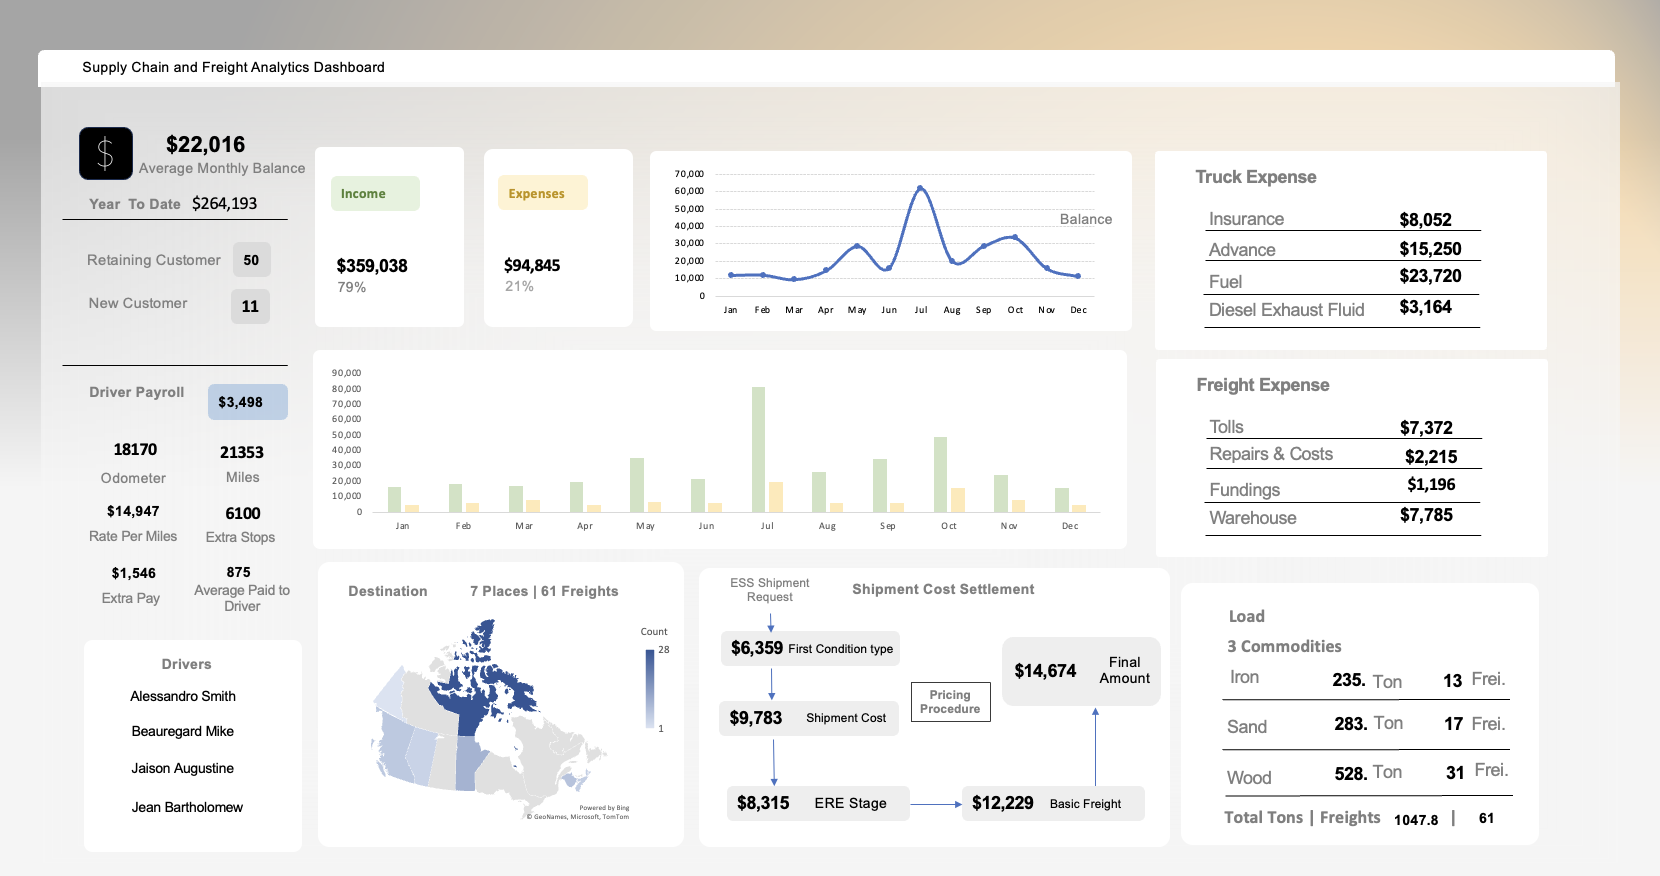 Supply Chain and Freight Analytics Dashboard
$
$22,016
Average Monthly Balance
Year To Date $264,193
Retaining Customer 50
New Customer 11
Driver Payroll $3,498
18170
Odometer
21353
Miles
$14,947
Rate Per Miles
6100
Extra Stops
$1,546
Extra Pay
875
Average Paid to
Driver
Drivers
Alessandro Smith
Beauregard Mike
Jaison Augustine
Jean Bartholomew
Income
$359,038
79%
Expenses
$94,845
21%
70,000
60,000
50,000
40,000
30,000
20,000
10,000
0
Jan Feb Mar Apr May Jun Jul Aug Sep Oct Nov Dec
Balance
90,000
80,000
70,000
60,000
50,000
40,000
30,000
20,000
10,000
0
Jan Feb Mar Apr May Jun Jul Aug Sep Oct Nov Dec
Truck Expense
Insurance $8,052
Advance $15,250
Fuel $23,720
Diesel Exhaust Fluid $3,164
Freight Expense
Tolls $7,372
Repairs & Costs $2,215
Fundings $1,196
Warehouse $7,785
Destination 7 Places | 61 Freights
Count
28
1
Powered by Bing
© GeoNames, Microsoft, TomTom
ESS Shipment
Request
Shipment Cost Settlement
$6,359 First Condition type
$9,783 Shipment Cost
$8,315 ERE Stage
$12,229 Basic Freight
Pricing
Procedure
$14,674
Final
Amount
Load
3 Commodities
Iron 235. Ton 13 Frei.
Sand 283. Ton 17 Frei.
Wood 528. Ton 31 Frei.
Total Tons | Freights 1047.8 | 61